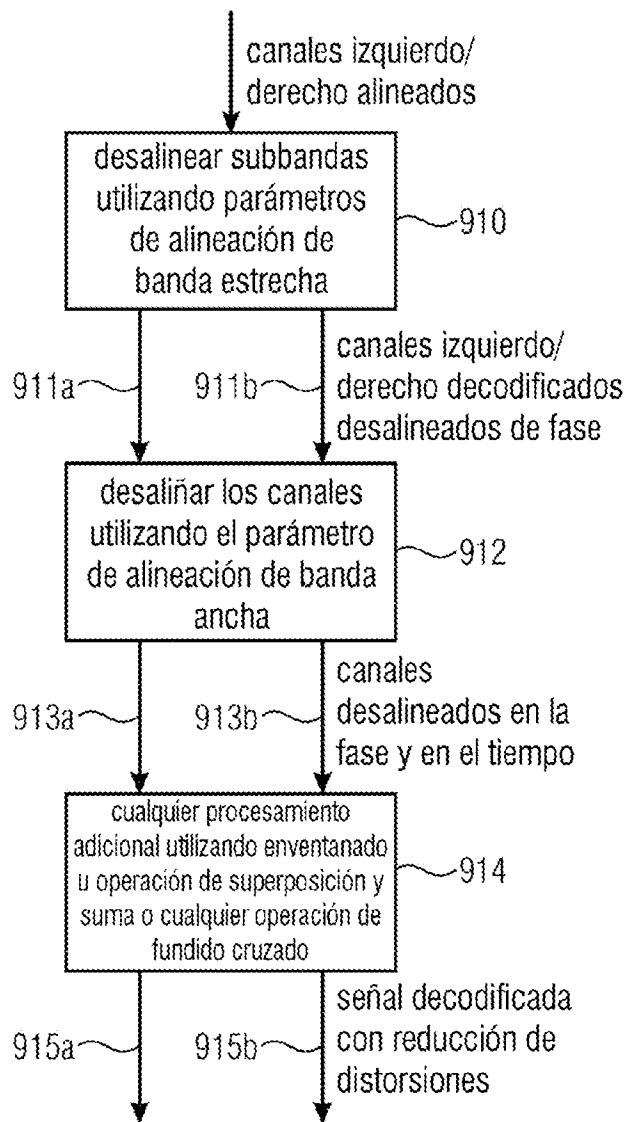 canales izquierdo/
derecho alineados
desalinear subbandas
utilizando parámetros
de alineación de
banda estrecha
910
911a
911b
canales izquierdo/
derecho decodificados
desalineados de fase
desaliñar los canales
utilizando el parámetro
de alineación de banda
ancha
912
913a
913b
canales
desalineados en la
fase y en el tiempo
cualquier procesamiento
adicional utilizando enventanado
u operación de superposición y
suma o cualquier operación de
fundido cruzado
914
915a
915b
señal decodificada
con reducción de
distorsiones